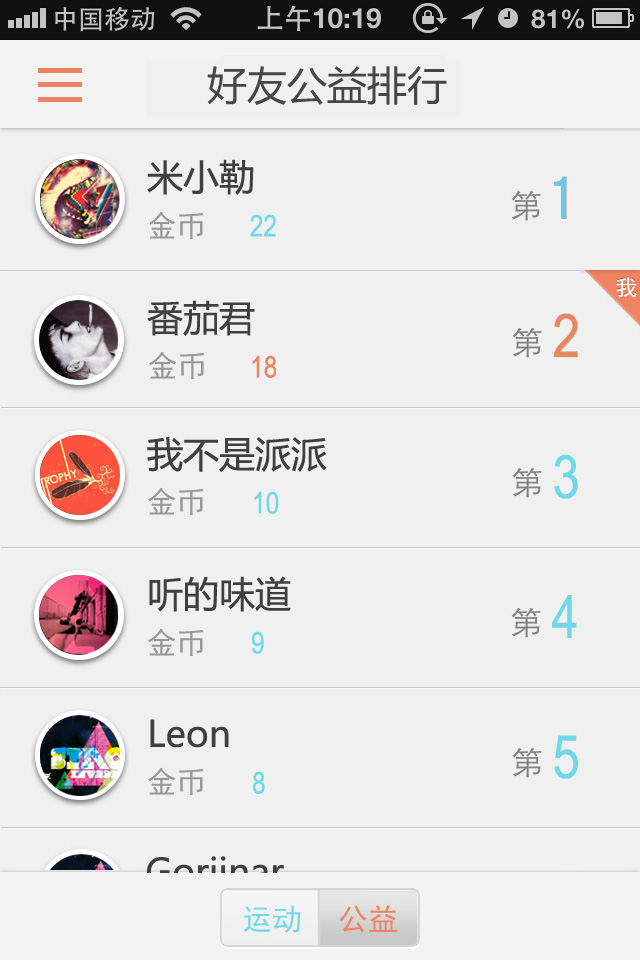 中国移动 上午10:19 81%
好友公益排行
米小勒
金币 22
第 1
我
番茄君
金币 18
第 2
TROPHY
我不是派派
金币 10
第 3
听的味道
金币 9
第 4
Leon
金币 8
第 5
运动 公益